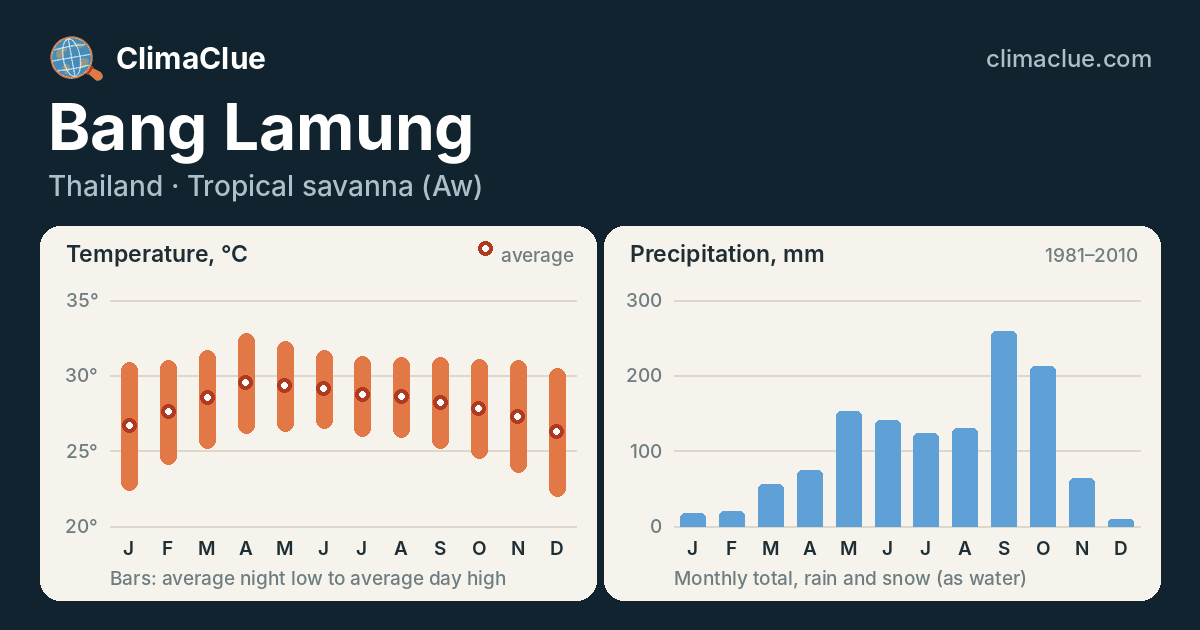 ClimaClue
climaclue.com
Bang Lamung
Thailand · Tropical savanna (Aw)
Temperature, °C
average
35°
30°
25°
20°
J F M A M J J A S O N D
Bars: average night low to average day high
Precipitation, mm
1981–2010
300
200
100
0
J F M A M J J A S O N D
Monthly total, rain and snow (as water)